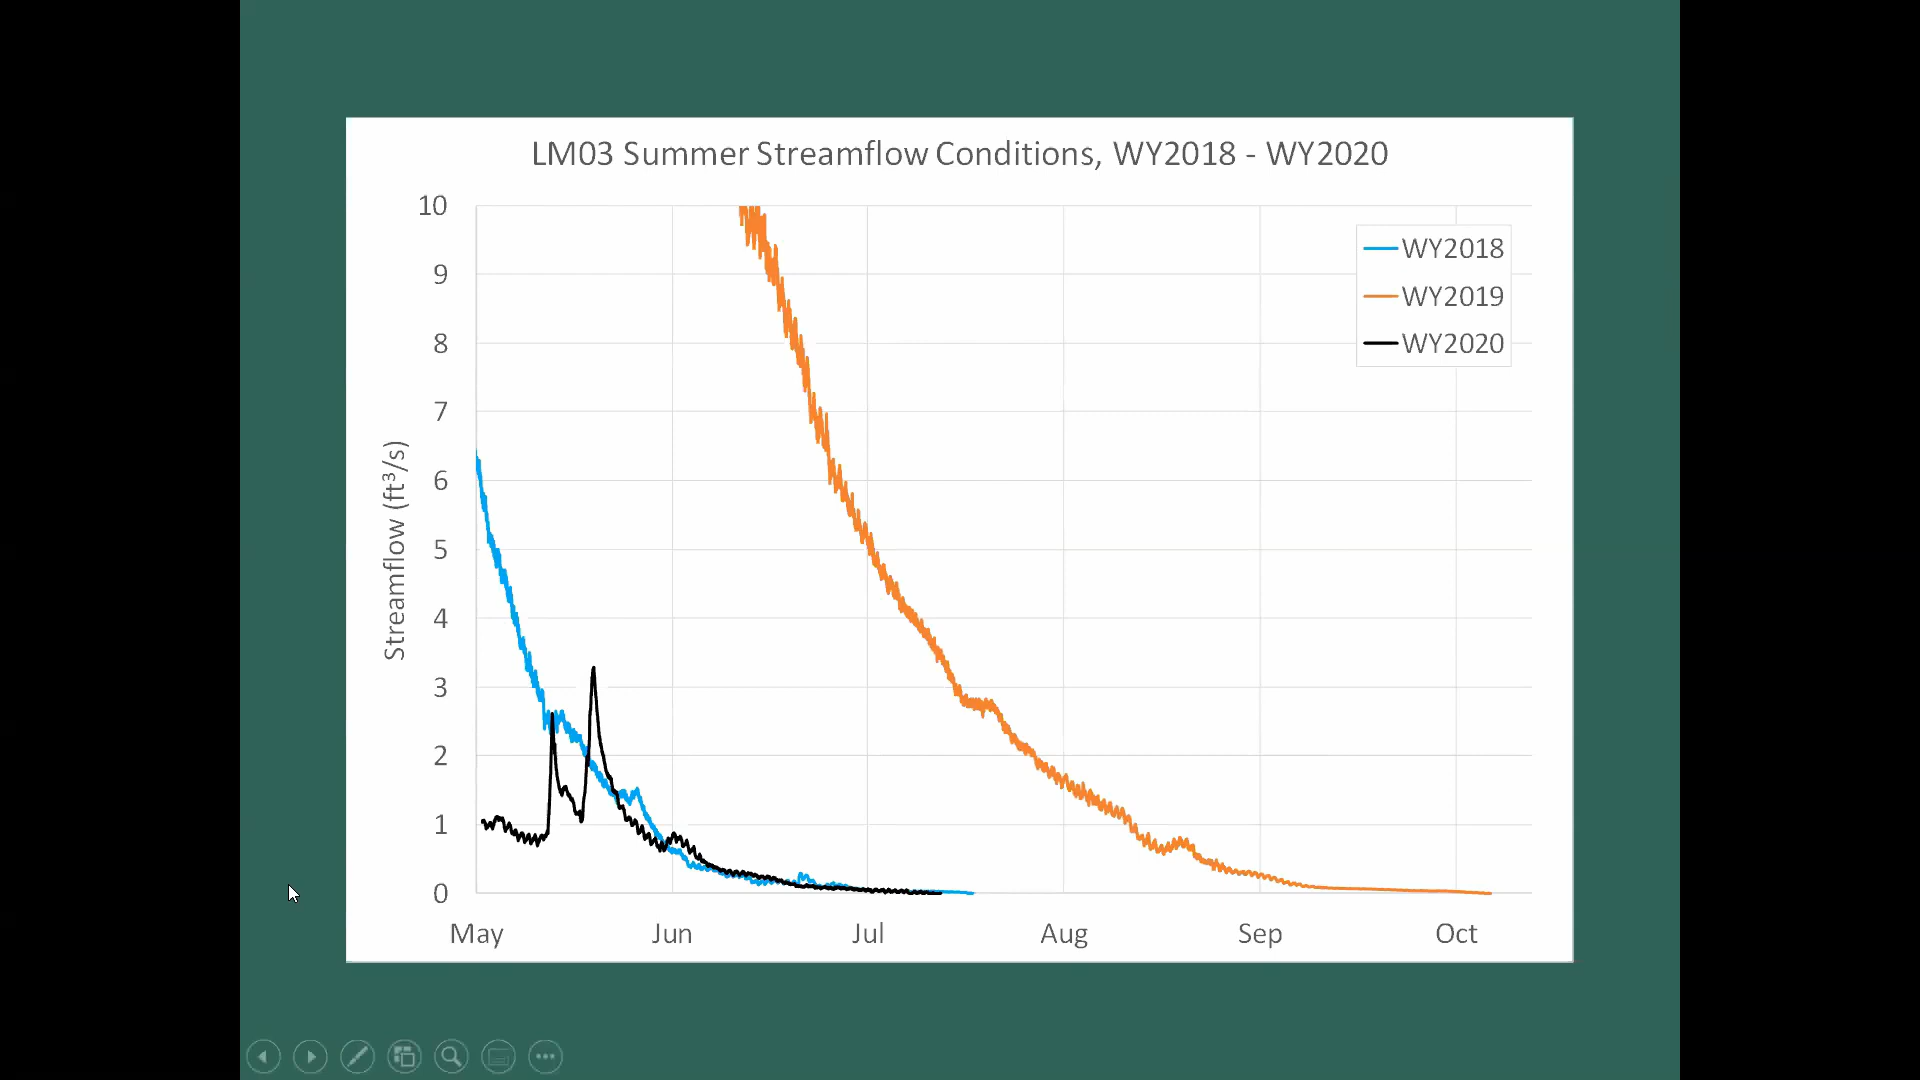 LM03 Summer Streamflow Conditions, WY2018 - WY2020
10
9
8
7
6
5
4
3
2
1
0
Streamflow (ft³/s)
WY2018
WY2019
WY2020
May Jun Jul Aug Sep Oct